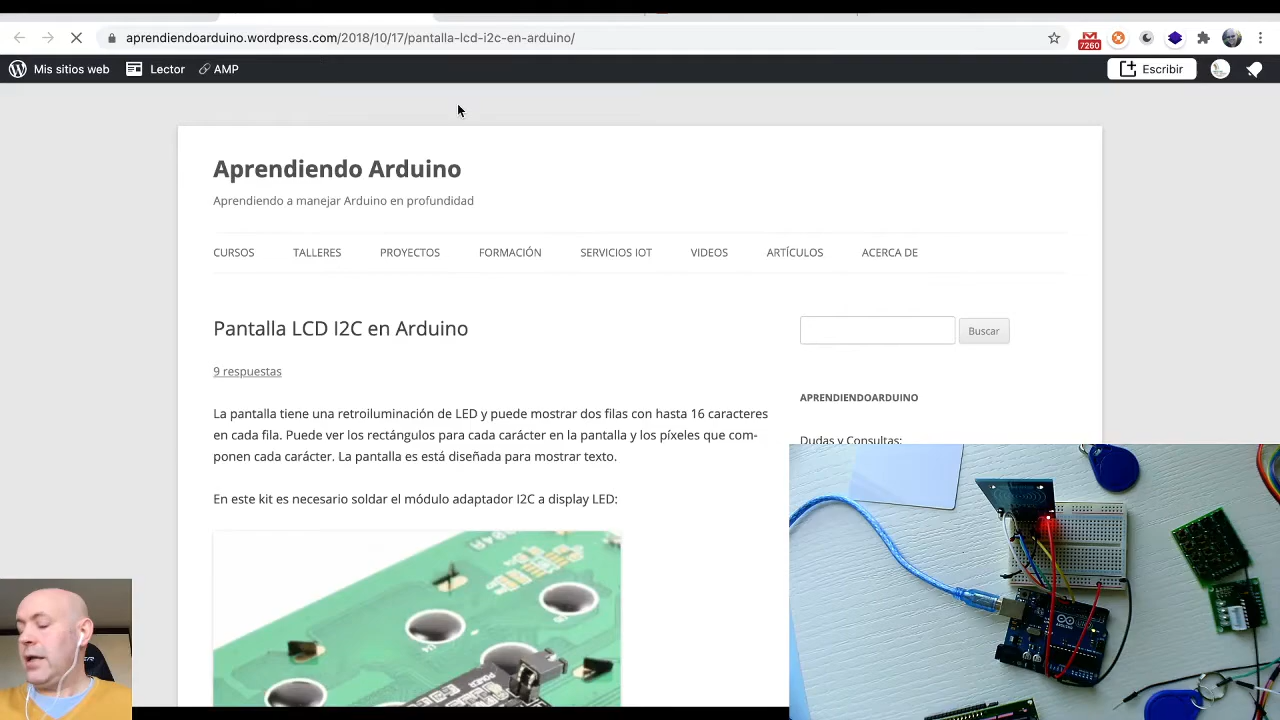 aprendiendoarduino.wordpress.com/2018/10/17/pantalla-lcd-i2c-en-arduino/
7260
Mis sitios web
Lector
AMP
Escribir
Aprendiendo Arduino
Aprendiendo a manejar Arduino en profundidad
CURSOS TALLERES PROYECTOS FORMACIÓN SERVICIOS IOT VIDEOS ARTÍCULOS ACERCA DE
Pantalla LCD I2C en Arduino
Buscar
9 respuestas
APRENDIENDOARDUINO
La pantalla tiene una retroiluminación de LED y puede mostrar dos filas con hasta 16 caracteres
en cada fila. Puede ver los rectángulos para cada carácter en la pantalla y los píxeles que com-
ponen cada carácter. La pantalla es está diseñada para mostrar texto.
Dudas y Consultas:
En este kit es necesario soldar el módulo adaptador I2C a display LED: